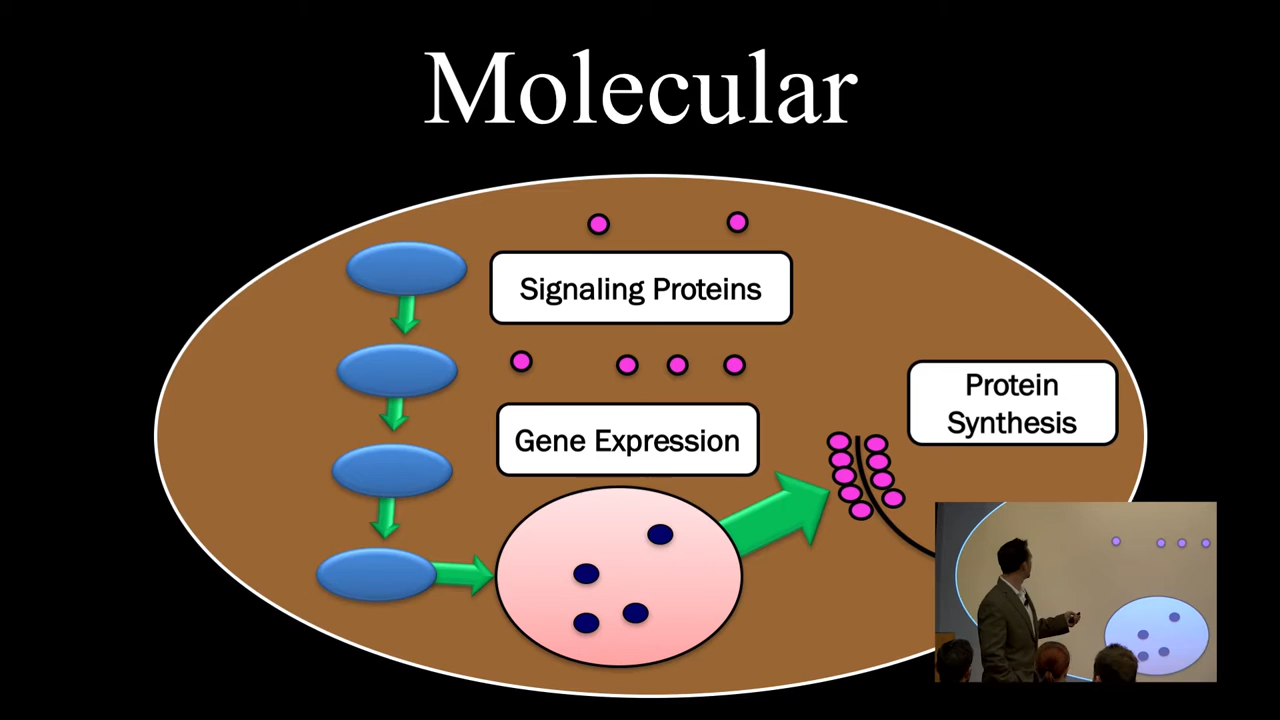 Molecular
Signaling Proteins
Gene Expression
Protein
Synthesis